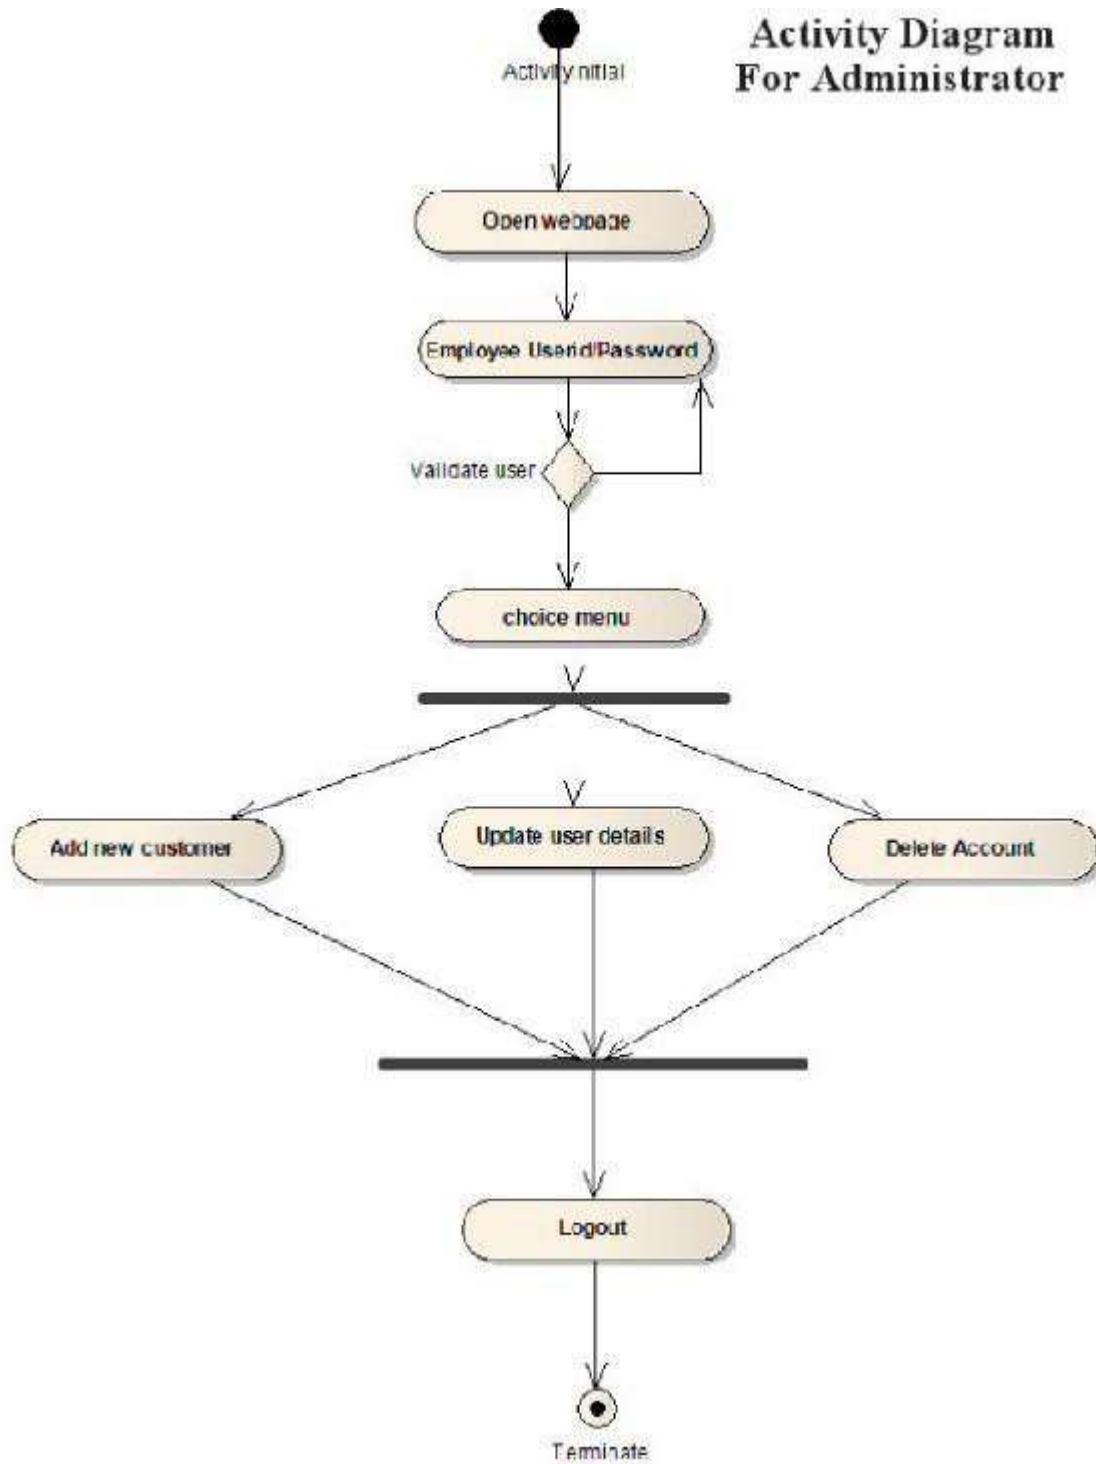 Activity Diagram
For Administrator
Activity Initial
Open webpage
Employee Userid/Password
Validate user
choice menu
Add new customer
Update user details
Delete Account
Logout
Terminate